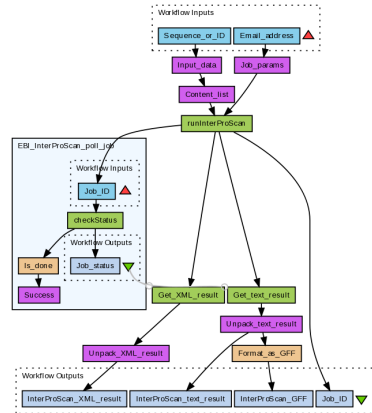 Workflow Inputs
Sequence_or_ID Email_address
Input_data Job_params
Content_list
runInterProScan
EBI_InterProScan_poll_job
Workflow Inputs
Job_ID
checkStatus
Workflow Outputs
Is_done Job_status
Success Get_XML_result Get_text_result
Unpack_text_result
Unpack_XML_result Format_as_GFF
Workflow Outputs
InterProScan_XML_result InterProScan_text_result InterProScan_GFF Job_ID